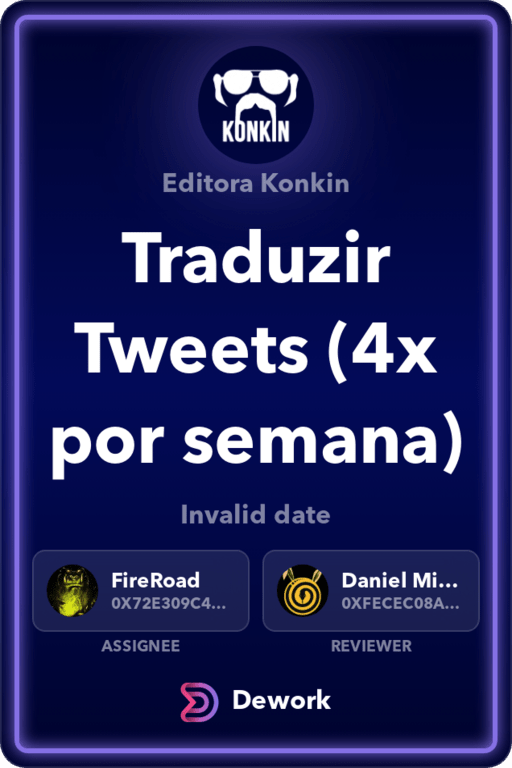 KONKIN
Editora Konkin
Traduzir
Tweets (4x
por semana)
Invalid date
FireRoad
0X72E309C4...
ASSIGNEE
Daniel Mi...
0XFECEC08A...
REVIEWER
Dework